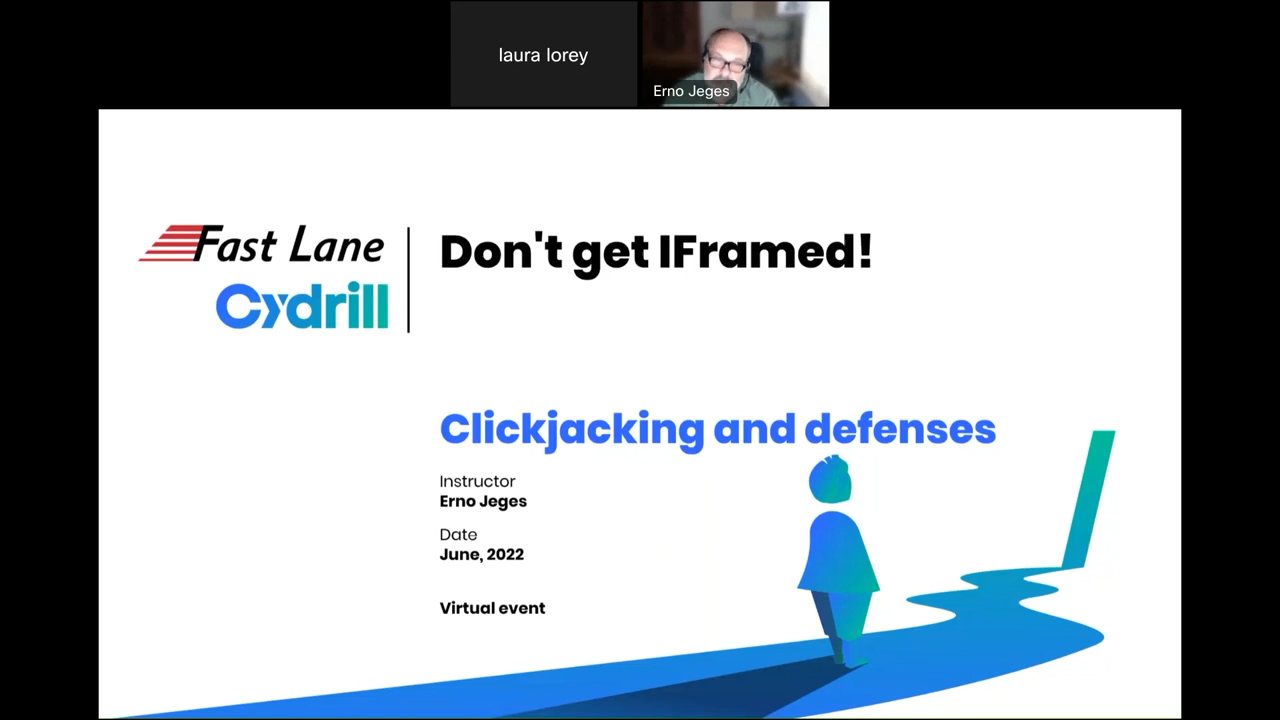 laura lorey
Erno Jeges
Fast Lane
Cydrill
Don't get IFramed!
Clickjacking and defenses
Instructor
Erno Jeges
Date
June, 2022
Virtual event